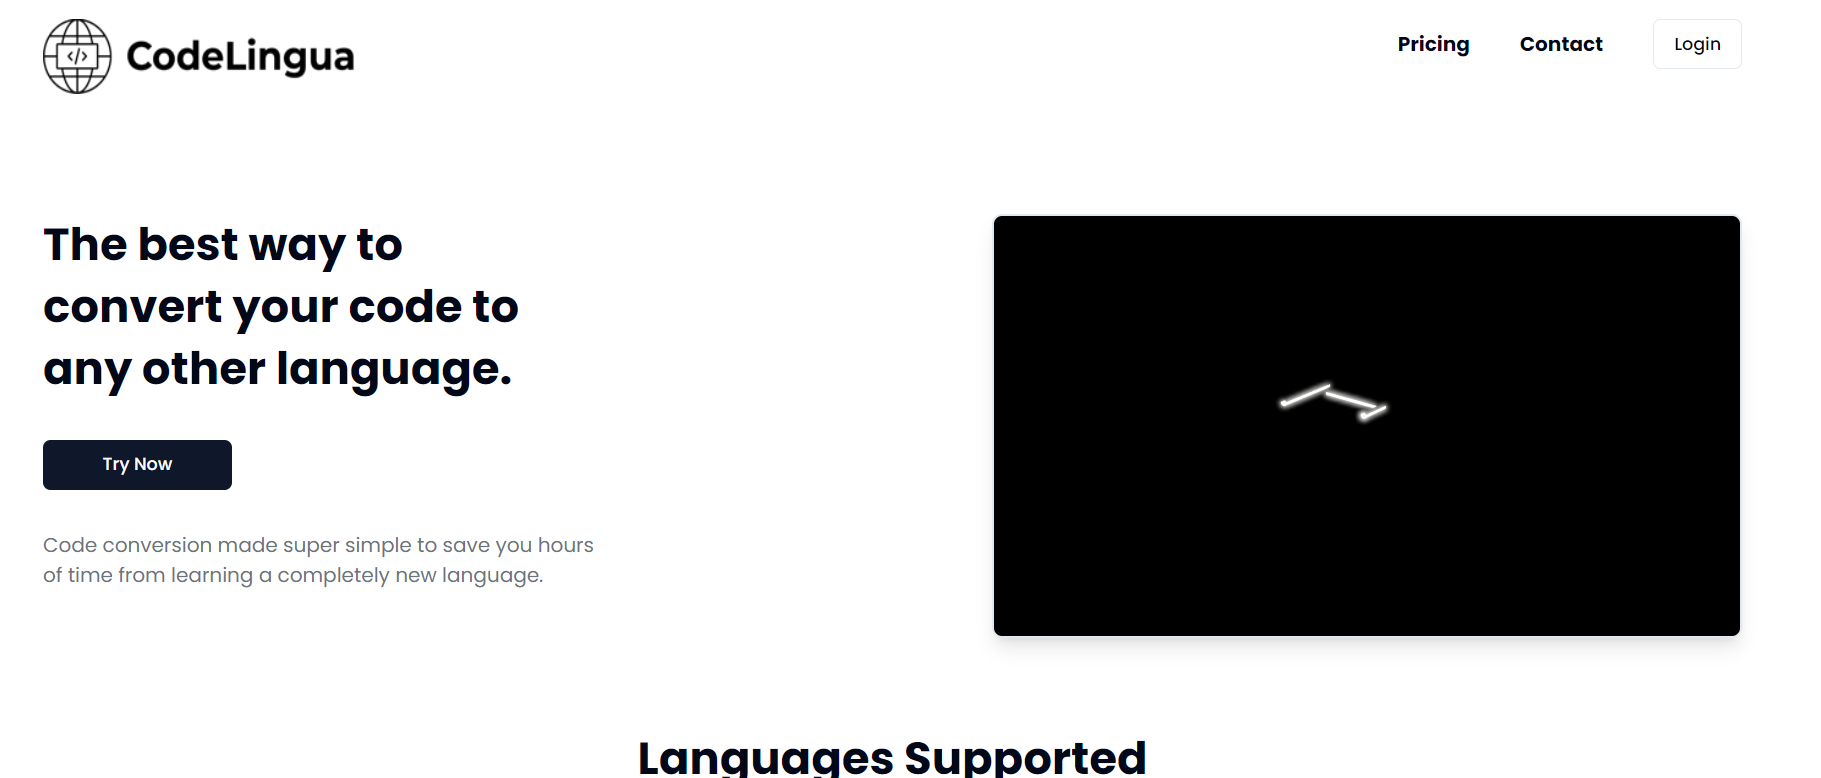 </>
CodeLingua
Pricing
Contact
Login
The best way to
convert your code to
any other language.
Try Now
Code conversion made super simple to save you hours
of time from learning a completely new language.
Languages Supported